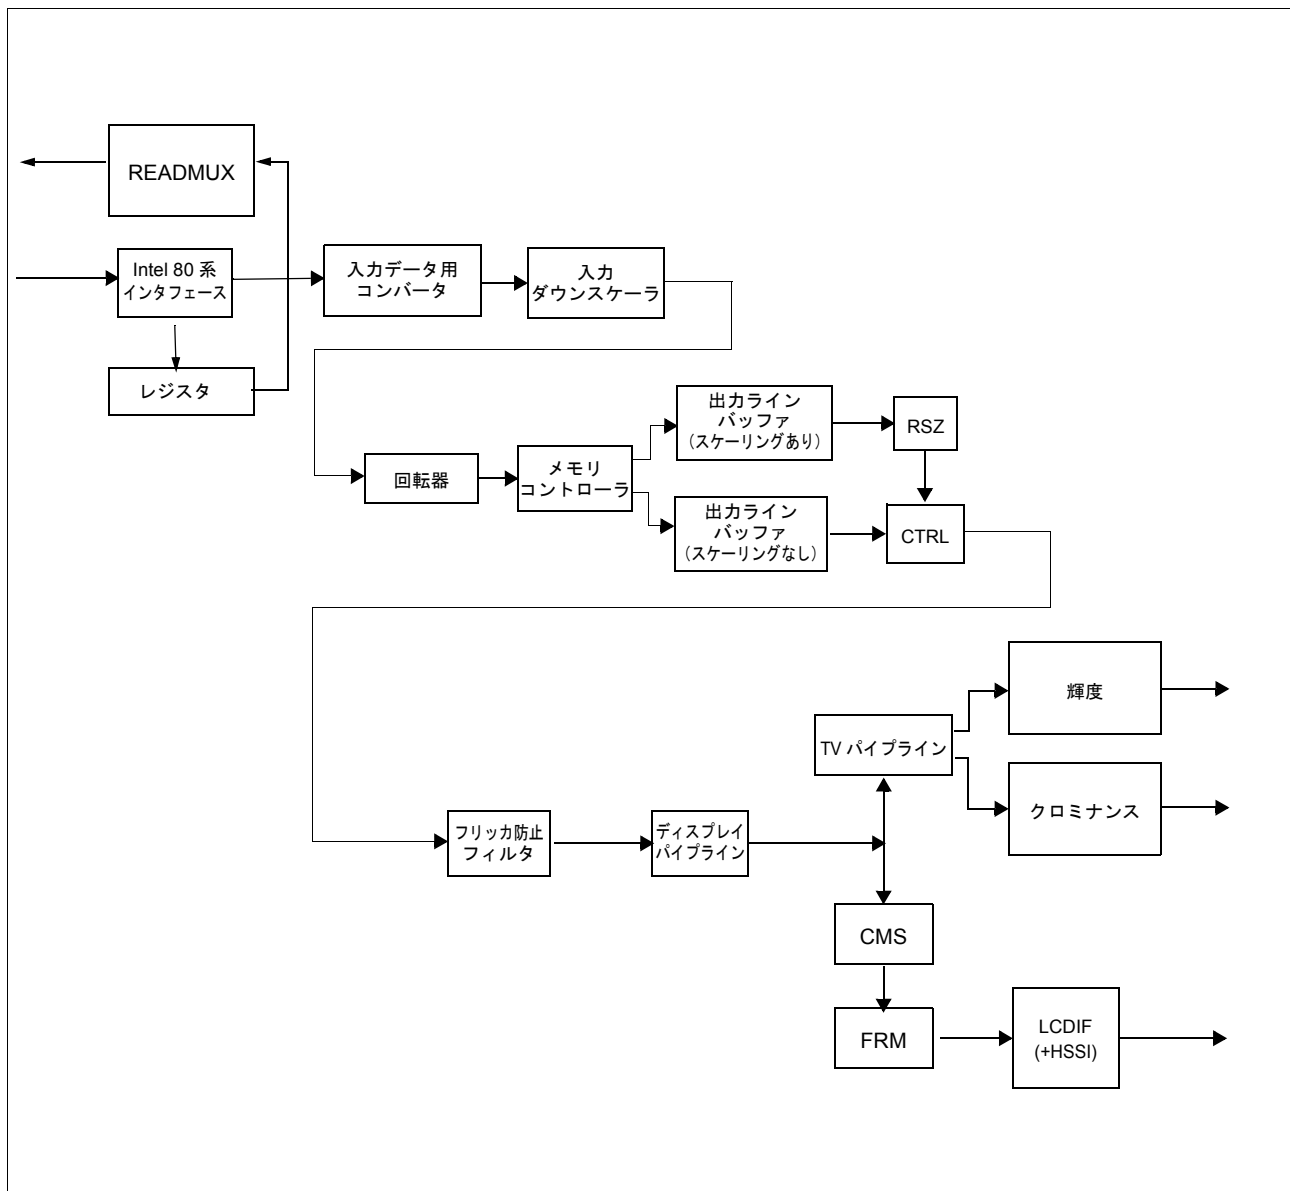 READMUX
Intel 80 系
インタフェース
入力データ用
コンバータ
入力
ダウンスケーラ
レジスタ
出力ライン
バッファ
(スケーリングあり)
RSZ
回転器
メモリ
コントローラ
出力ライン
バッファ
(スケーリングなし)
CTRL
輝度
TV パイプライン
クロミナンス
フリッカ防止
フィルタ
ディスプレイ
パイプライン
CMS
FRM
LCDIF
(+HSSI)